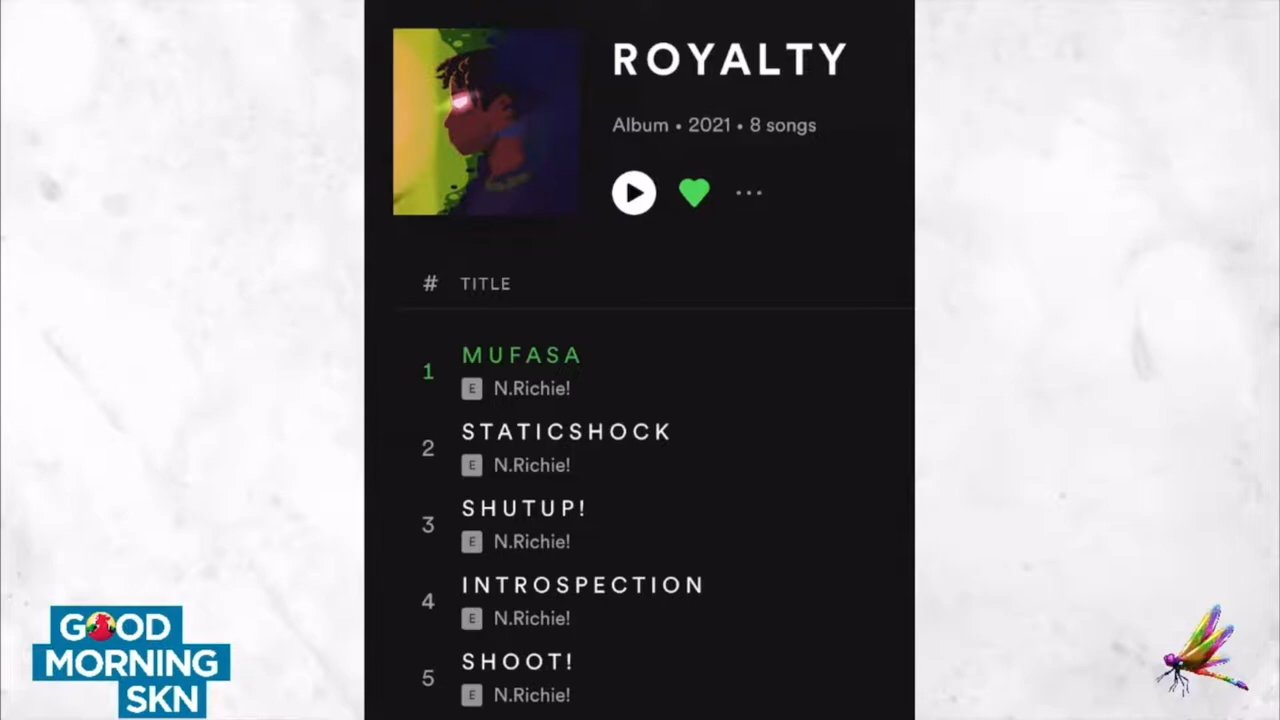 ROYALTY
Album • 2021 • 8 songs
# TITLE
1 MUFASA
E N.Richie!
2 STATICSHOCK
E N.Richie!
3 SHUTUP!
E N.Richie!
4 INTROSPECTION
E N.Richie!
5 SHOOT!
E N.Richie!
GOOD
MORNING
SKN